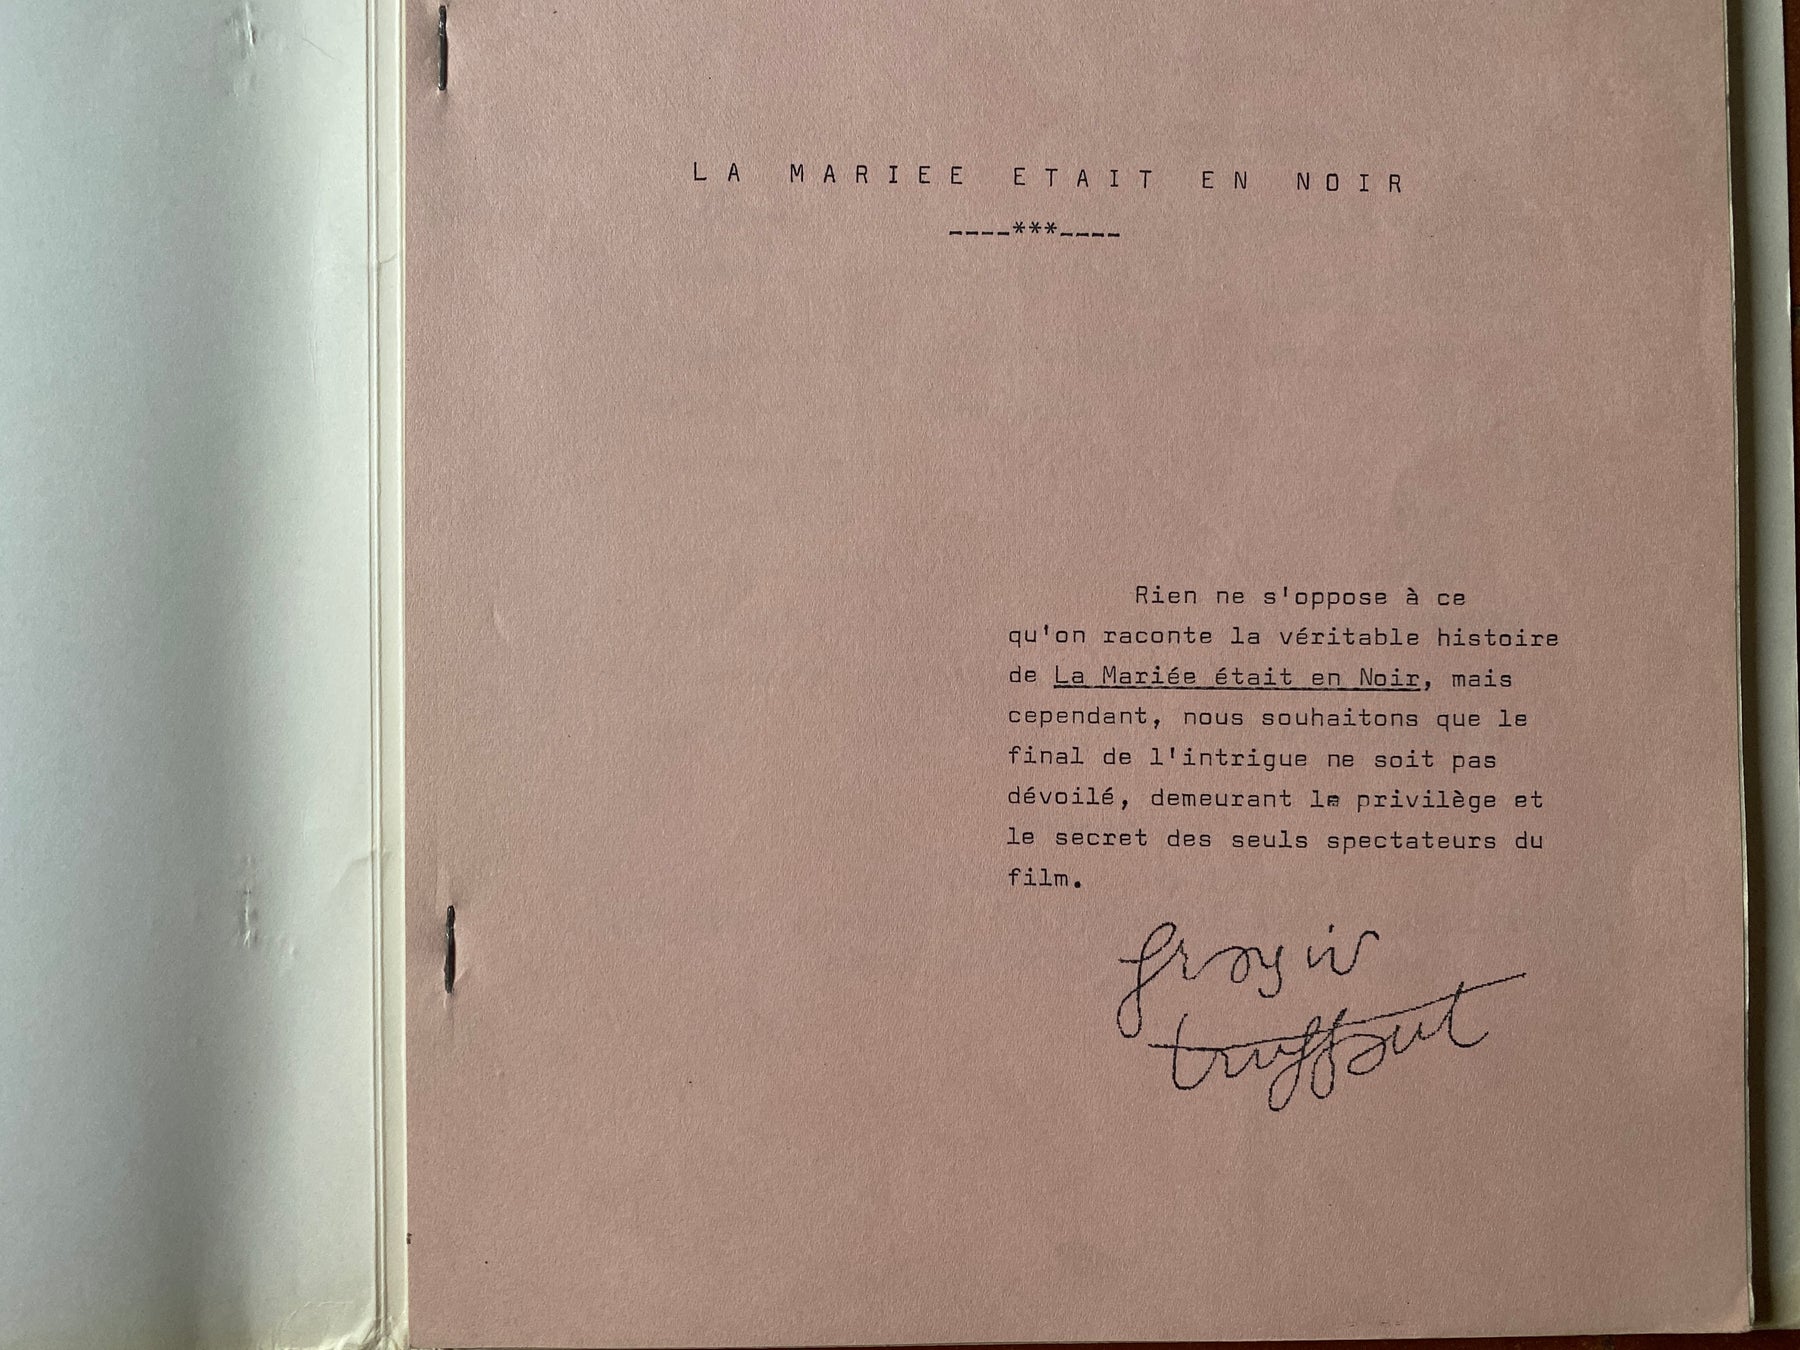 LA MARIEE ETAIT EN NOIR
----***----
Rien ne s'oppose à ce
qu'on raconte la véritable histoire
de La Mariée était en Noir, mais
cependant, nous souhaitons que le
final de l'intrigue ne soit pas
dévoilé, demeurant le privilège et
le secret des seuls spectateurs du
film.
françois
truffaut